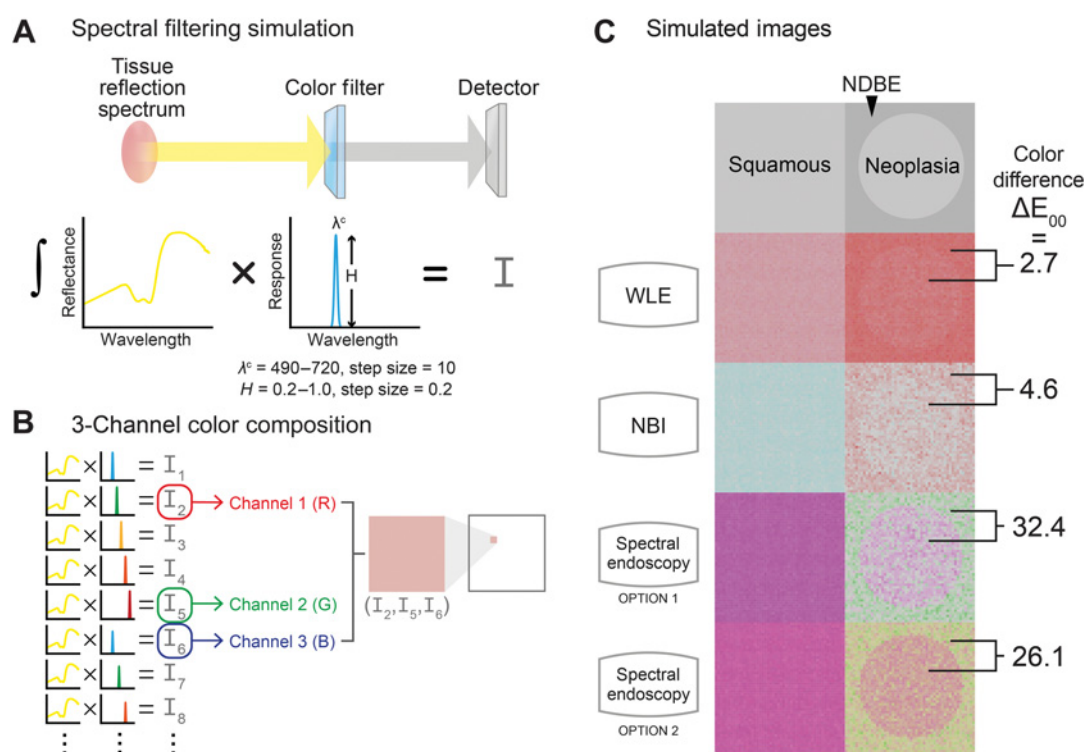 A Spectral filtering simulation
Tissue
reflection
spectrum
Color filter
Detector
∫
Reflectance
Wavelength
×
Response
λᶜ
H
Wavelength
= I
λᶜ = 490–720, step size = 10
H = 0.2–1.0, step size = 0.2
B 3-Channel color composition
× = I₁
× = I₂ Channel 1 (R)
× = I₃
× = I₄
× = I₅ Channel 2 (G)
× = I₆ Channel 3 (B)
× = I₇
× = I₈
(I₂,I₅,I₆)
C Simulated images
NDBE
Squamous
Neoplasia
Color
difference
ΔE₀₀
=
WLE
2.7
NBI
4.6
Spectral
endoscopy
OPTION 1
32.4
Spectral
endoscopy
OPTION 2
26.1